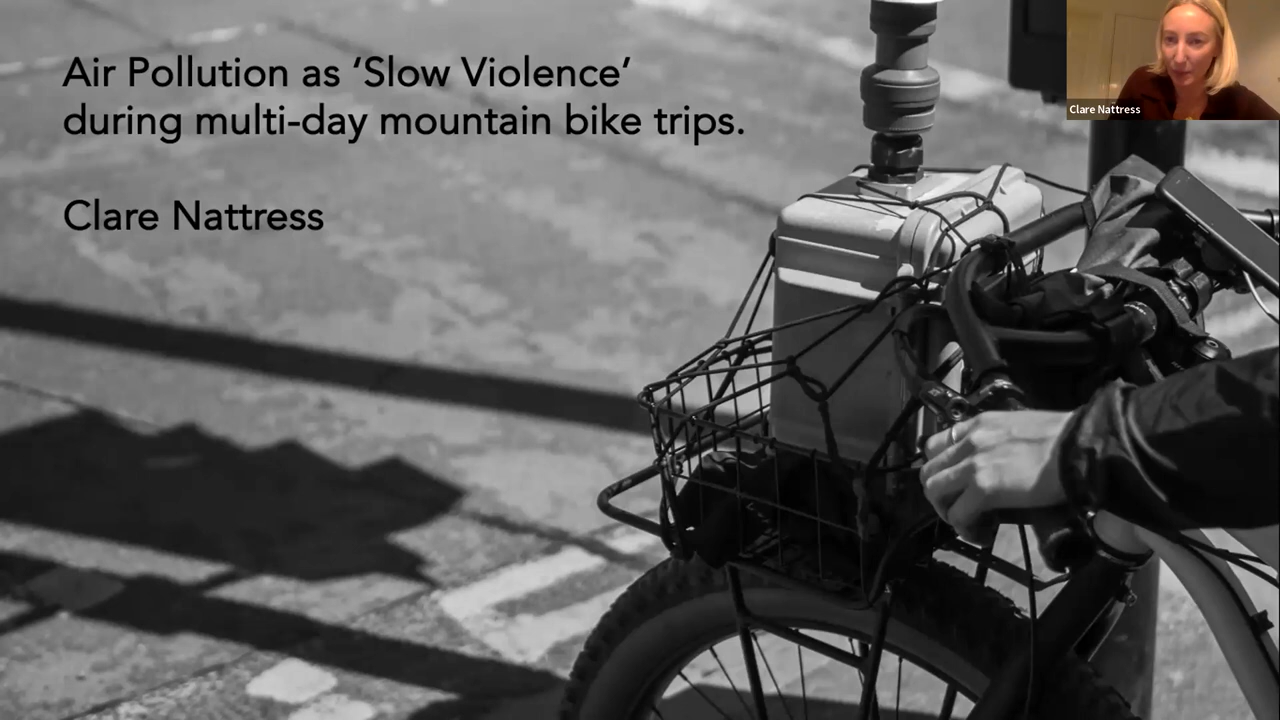 Air Pollution as ‘Slow Violence’
during multi-day mountain bike trips.
Clare Nattress
Clare Nattress